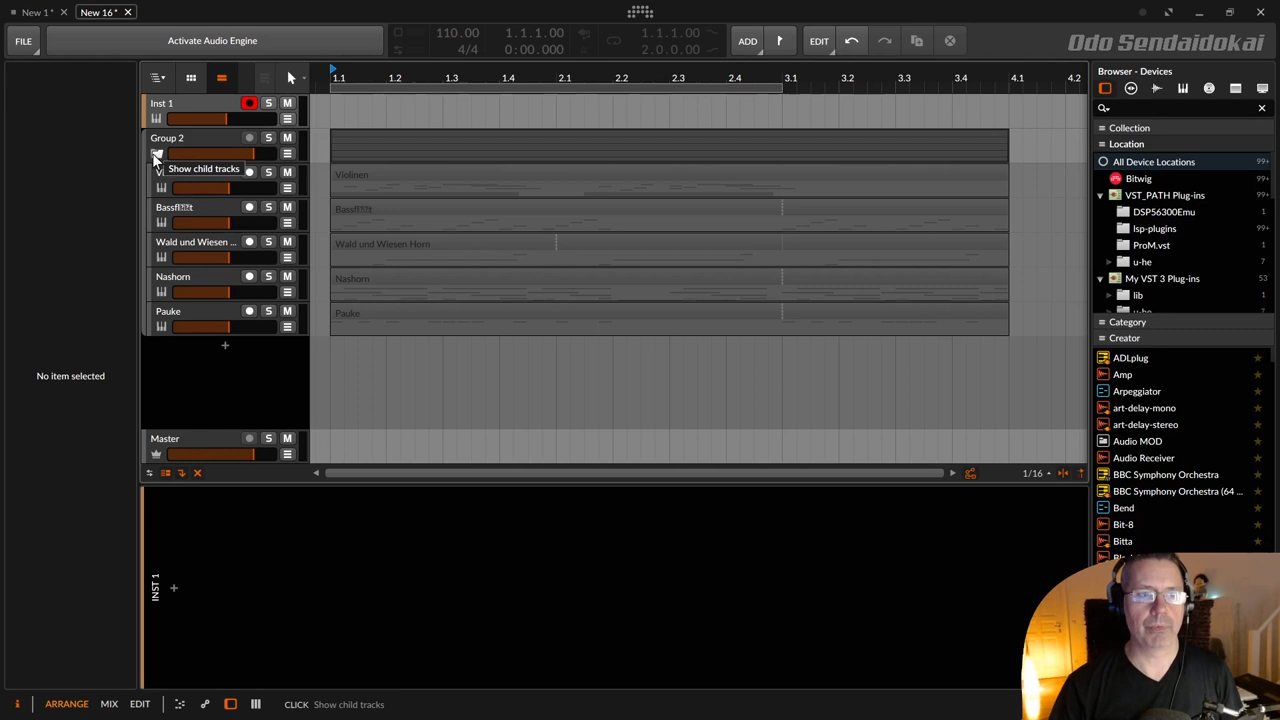 New 1* ×
New 16* ×
FILE
Activate Audio Engine
110.00
4/4
1.1.1.00
0:00.000
1.1.1.00
2.0.0.00
ADD
EDIT
Odo Sendaidokai
1.1
1.2
1.3
1.4
2.1
2.2
2.3
2.4
3.1
3.2
3.3
3.4
4.1
4.2
Browser - Devices
Inst 1
S M
Group 2
S M
Show child tracks
S M
Violinen
S M
Wald und Wiesen ...
S M
Wald und Wiesen Horn
Nashorn
S M
Nashorn
Pauke
S M
Pauke
No item selected
Master
S M
1/16
INST 1
Collection
Location
All Device Locations 99+
Bitwig 99+
VST_PATH Plug-ins 99+
DSP56300Emu 1
lsp-plugins 99+
ProM.vst 1
u-he 7
My VST 3 Plug-ins 53
lib 1
Category
Creator
ADLplug
Amp
Arpeggiator
art-delay-mono
art-delay-stereo
Audio MOD
Audio Receiver
BBC Symphony Orchestra
BBC Symphony Orchestra (64 ...
Bend
Bit-8
Bitta
i
ARRANGE
MIX
EDIT
CLICK Show child tracks